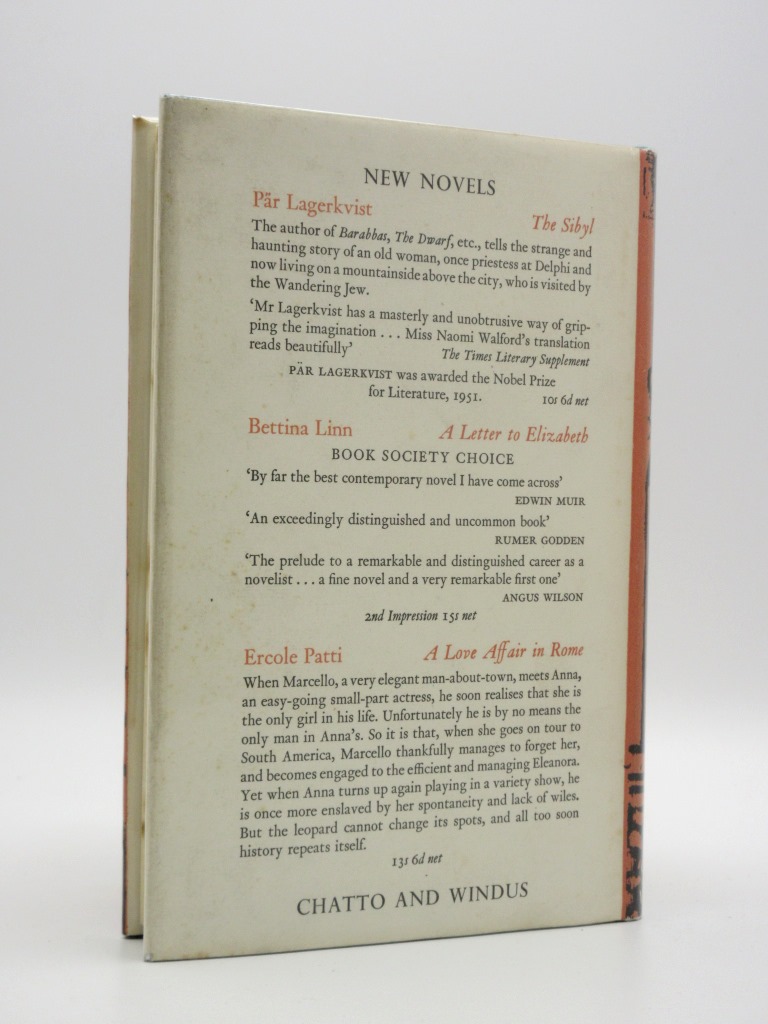 NEW NOVELS
Pär Lagerkvist The Sibyl
The author of Barabbas, The Dwarf, etc., tells the strange and
haunting story of an old woman, once priestess at Delphi and
now living on a mountainside above the city, who is visited by
the Wandering Jew.
‘Mr Lagerkvist has a masterly and unobtrusive way of grip-
ping the imagination . . . Miss Naomi Walford’s translation
reads beautifully’ The Times Literary Supplement
PÄR LAGERKVIST was awarded the Nobel Prize
for Literature, 1951. 10s 6d net
Bettina Linn A Letter to Elizabeth
BOOK SOCIETY CHOICE
‘By far the best contemporary novel I have come across’
EDWIN MUIR
‘An exceedingly distinguished and uncommon book’
RUMER GODDEN
‘The prelude to a remarkable and distinguished career as a
novelist . . . a fine novel and a very remarkable first one’
ANGUS WILSON
2nd Impression 15s net
Ercole Patti A Love Affair in Rome
When Marcello, a very elegant man-about-town, meets Anna,
an easy-going small-part actress, he soon realises that she is
the only girl in his life. Unfortunately he is by no means the
only man in Anna’s. So it is that, when she goes on tour to
South America, Marcello thankfully manages to forget her,
and becomes engaged to the efficient and managing Eleanora.
Yet when Anna turns up again playing in a variety show, he
is once more enslaved by her spontaneity and lack of wiles.
But the leopard cannot change its spots, and all too soon
history repeats itself.
13s 6d net
CHATTO AND WINDUS